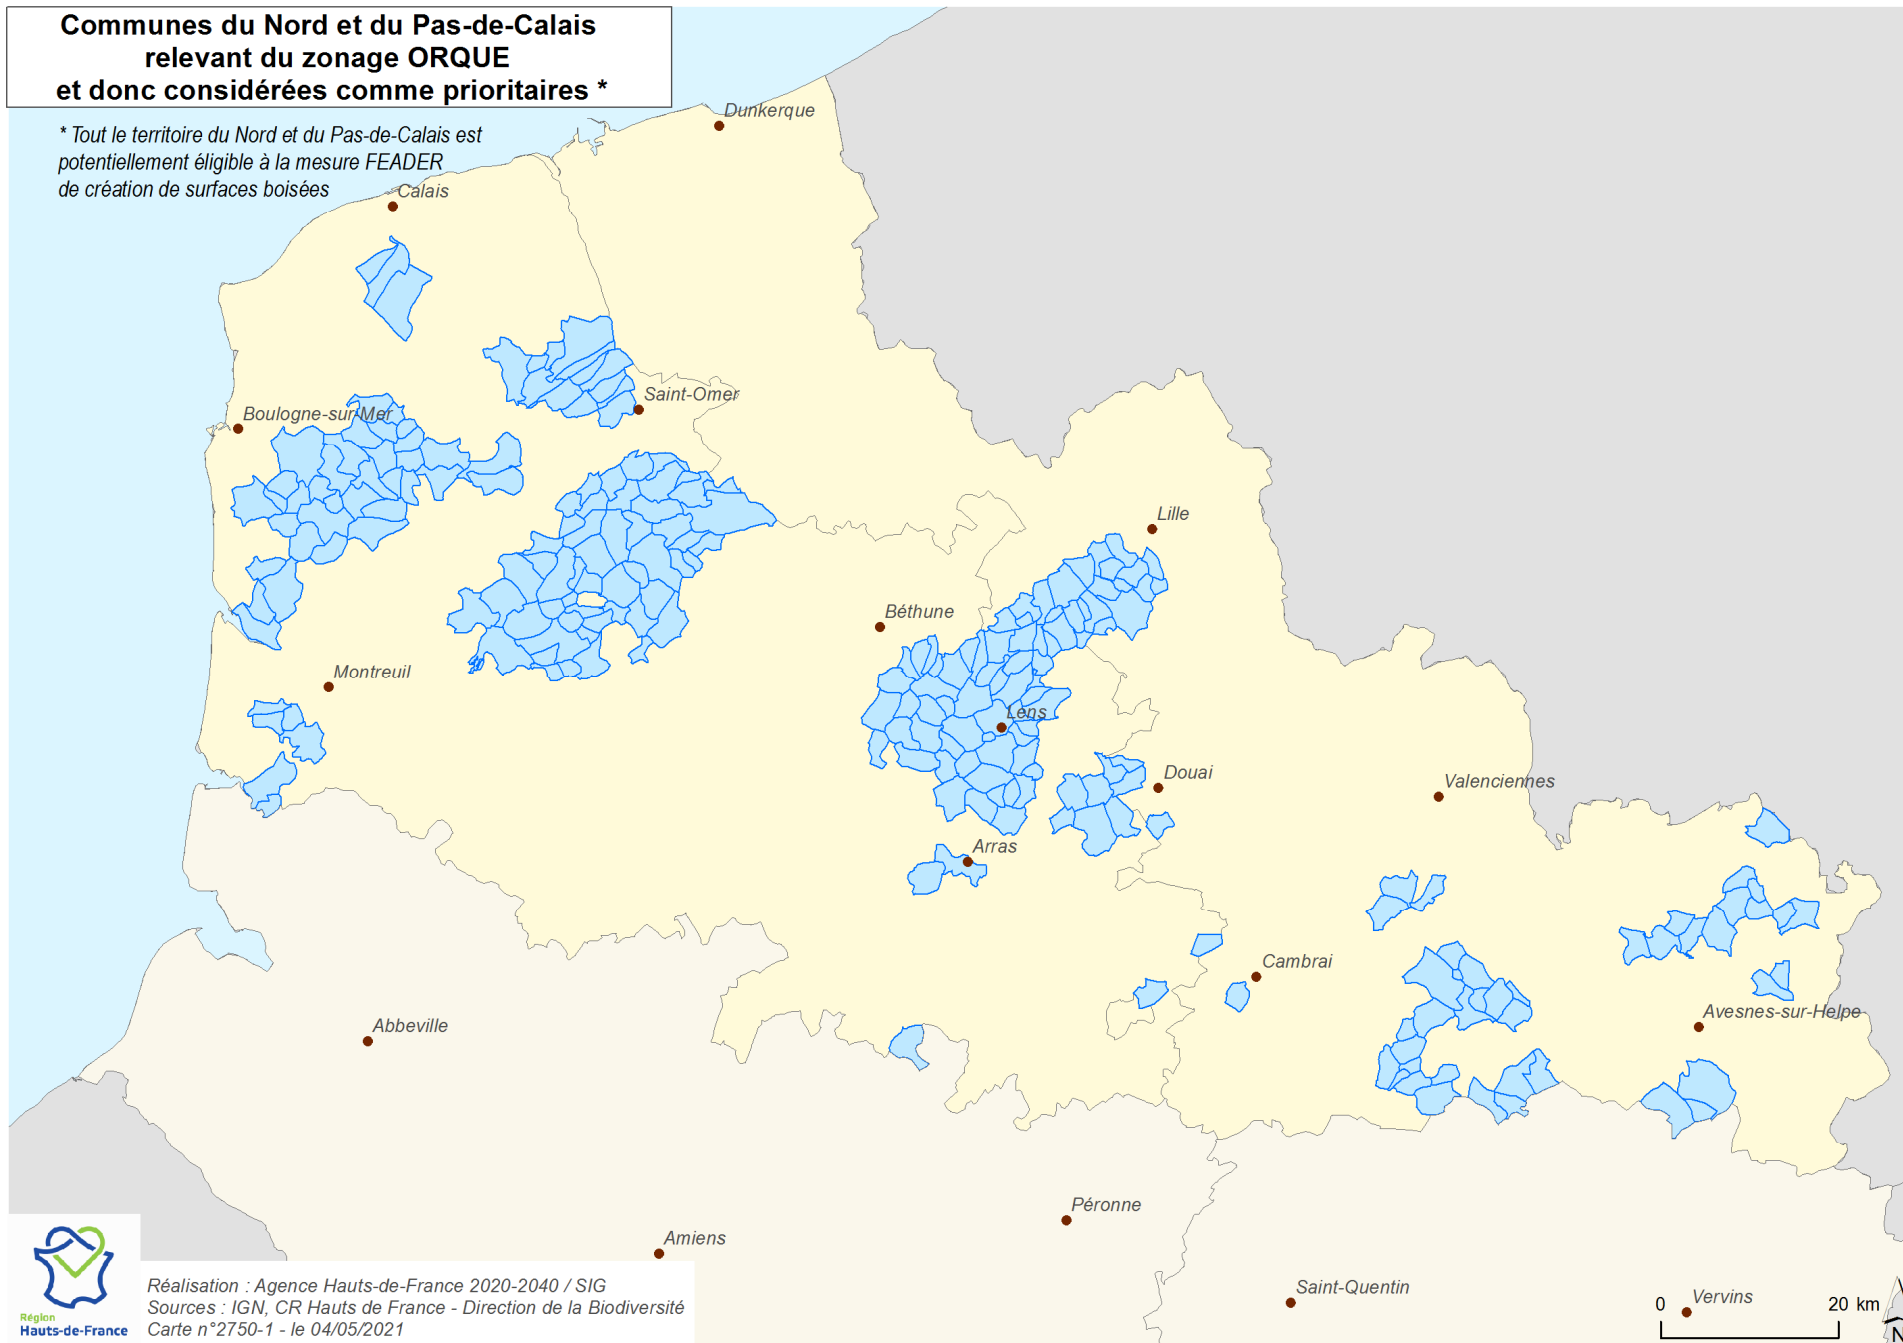 Communes du Nord et du Pas-de-Calais
relevant du zonage ORQUE
et donc considérées comme prioritaires *
* Tout le territoire du Nord et du Pas-de-Calais est
potentiellement éligible à la mesure FEADER
de création de surfaces boisées
Dunkerque
Calais
Saint-Omer
Boulogne-sur-Mer
Lille
Béthune
Montreuil
Lens
Douai
Valenciennes
Arras
Cambrai
Avesnes-sur-Helpe
Abbeville
Péronne
Amiens
Saint-Quentin
Vervins
0 20 km
N
Réalisation : Agence Hauts-de-France 2020-2040 / SIG
Sources : IGN, CR Hauts de France - Direction de la Biodiversité
Carte n°2750-1 - le 04/05/2021
Région
Hauts-de-France